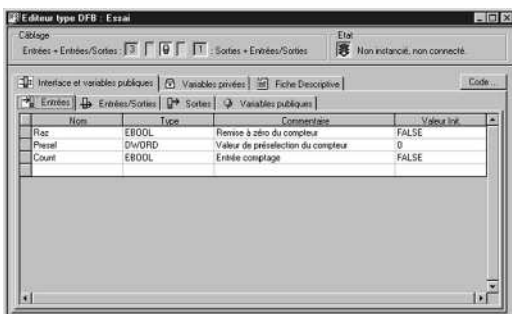 Editeur type DFB : Essai
Câblage
Entrées + Entrées/Sorties : 3 0 1 : Sorties + Entrées/Sorties
Etat
Non instancié, non connecté.
Interface et variables publiques Variables privées Fiche Descriptive Code...
Entrées Entrées/Sorties Sorties Variables publiques
Nom Type Commentaire Valeur Init.
Raz EBOOL Remise à zéro du compteur FALSE
Presel DWORD Valeur de préselection du compteur 0
Count EBOOL Entrée comptage FALSE